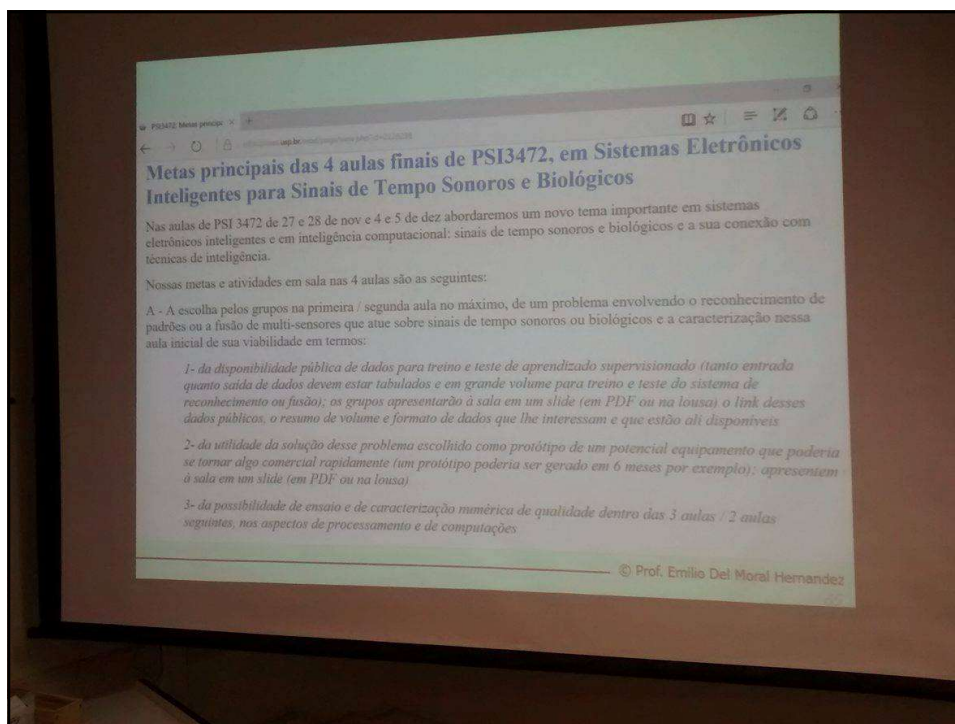 PSI3472: Metas principa
usp.br
Metas principais das 4 aulas finais de PSI3472, em Sistemas Eletrônicos
Inteligentes para Sinais de Tempo Sonoros e Biológicos
Nas aulas de PSI 3472 de 27 e 28 de nov e 4 e 5 de dez abordaremos um novo tema importante em sistemas
eletrônicos inteligentes e em inteligência computacional: sinais de tempo sonoros e biológicos e a sua conexão com
técnicas de inteligência.
Nossas metas e atividades em sala nas 4 aulas são as seguintes:
A - A escolha pelos grupos na primeira / segunda aula no máximo, de um problema envolvendo o reconhecimento de
padrões ou a fusão de multi-sensores que atue sobre sinais de tempo sonoros ou biológicos e a caracterização nessa
aula inicial de sua viabilidade em termos:
1- da disponibilidade pública de dados para treino e teste de aprendizado supervisionado (tanto entrada
quanto saída de dados devem estar tabulados e em grande volume para treino e teste do sistema de
reconhecimento ou fusão); os grupos apresentarão à sala em um slide (em PDF ou na lousa) o link desses
dados públicos, o resumo de volume e formato de dados que lhe interessam e que estão ali disponíveis
2- da utilidade da solução desse problema escolhido como protótipo de um potencial equipamento que poderia
se tornar algo comercial rapidamente (um protótipo poderia ser gerado em 6 meses por exemplo); apresentem
à sala em um slide (em PDF ou na lousa)
3- da possibilidade de ensaio e de caracterização numérica de qualidade dentro das 3 aulas / 2 aulas
seguintes, nos aspectos de processamento e de computações
© Prof. Emilio Del Moral Hernandez